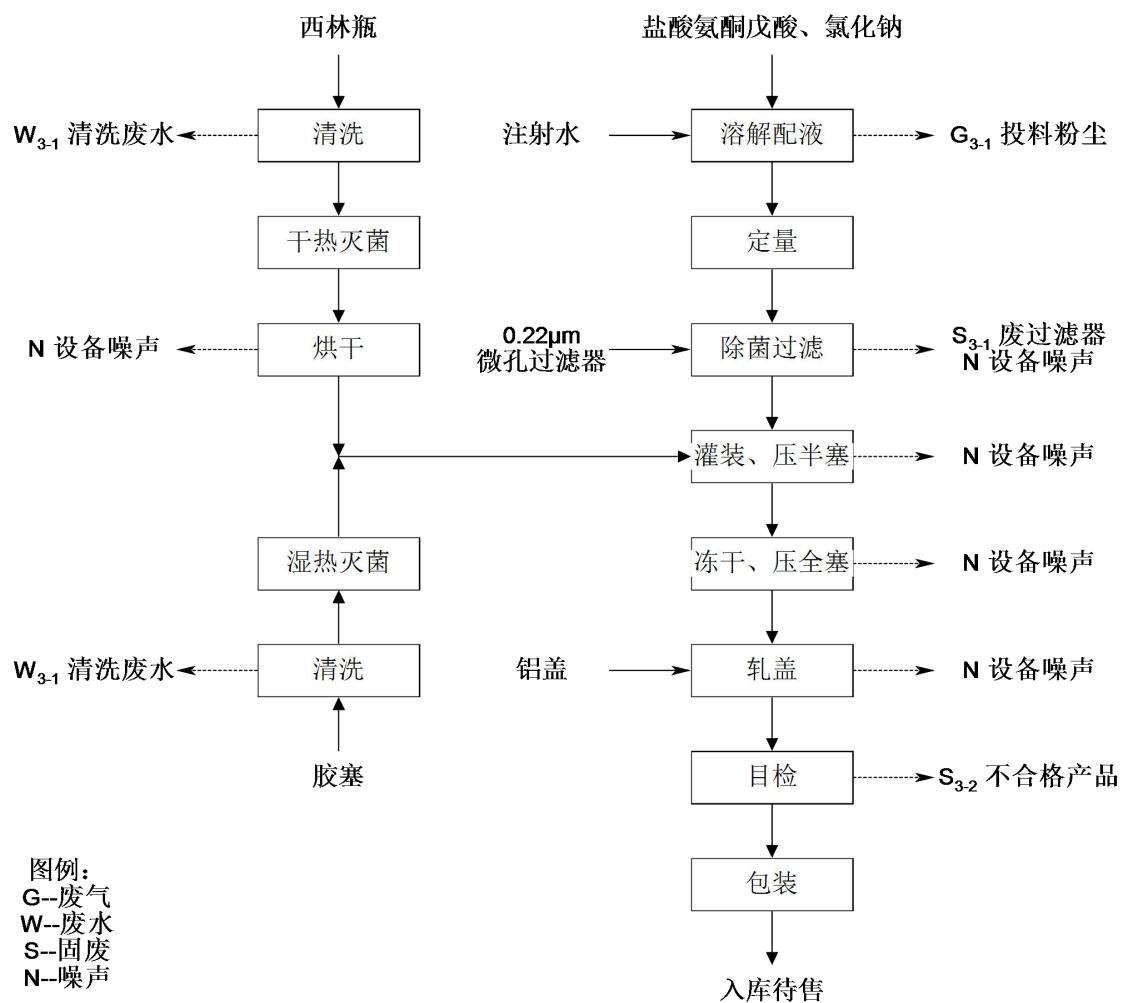 西林瓶
盐酸氨酮戊酸、氯化钠
W3-1 清洗废水
清洗
注射水
溶解配液
G3-1 投料粉尘
干热灭菌
定量
N 设备噪声
烘干
0.22μm
微孔过滤器
除菌过滤
S3-1 废过滤器
N 设备噪声
灌装、压半塞
N 设备噪声
湿热灭菌
冻干、压全塞
N 设备噪声
W3-1 清洗废水
清洗
铝盖
轧盖
N 设备噪声
胶塞
目检
S3-2 不合格产品
图例：
G--废气
W--废水
S--固废
N--噪声
包装
入库待售